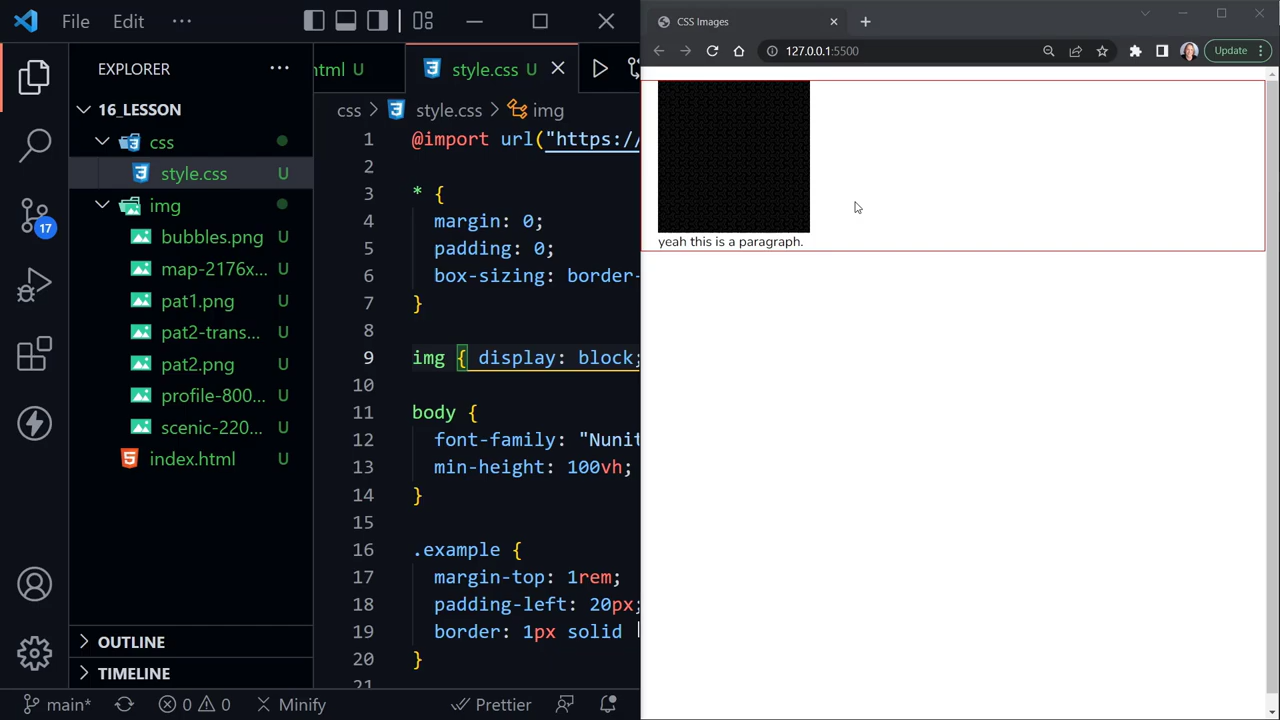 File Edit ...
EXPLORER ...
16_LESSON
css
style.css U
img
bubbles.png U
map-2176x... U
pat1.png U
pat2-trans... U
pat2.png U
profile-800... U
scenic-220... U
index.html U
17
OUTLINE
TIMELINE
main* 0 0 Minify Prettier
html U style.css U
css > style.css > img
1 @import url("https:/
2
3 * {
4 margin: 0;
5 padding: 0;
6 box-sizing: border-
7 }
8
9 img { display: block;
10
11 body {
12 font-family: "Nunit
13 min-height: 100vh;
14 }
15
16 .example {
17 margin-top: 1rem;
18 padding-left: 20px;
19 border: 1px solid
20 }
21
CSS Images
127.0.0.1:5500
Update
yeah this is a paragraph.